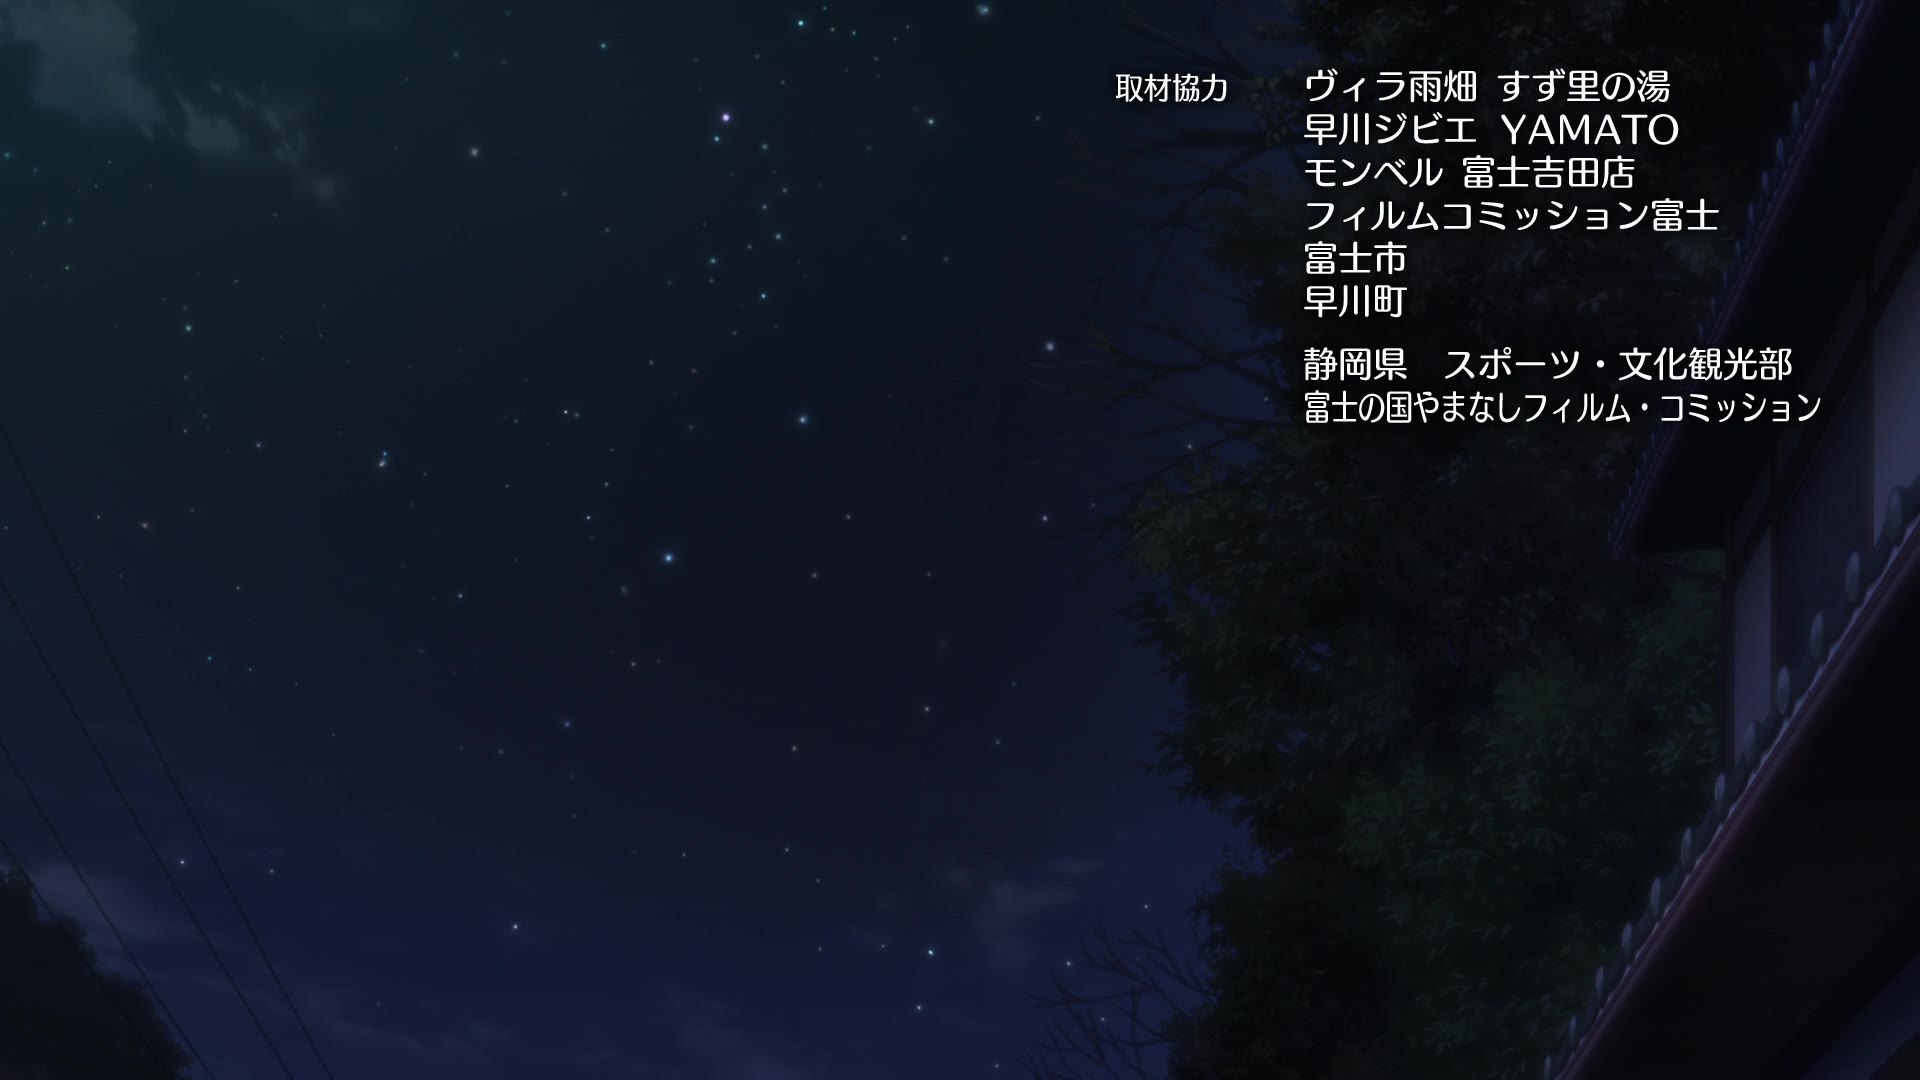 取材協力
ヴィラ雨畑 すず里の湯
早川ジビエ YAMATO
モンベル 富士吉田店
フィルムコミッション富士
富士市
早川町
静岡県　スポーツ・文化観光部
富士の国やまなしフィルム・コミッション